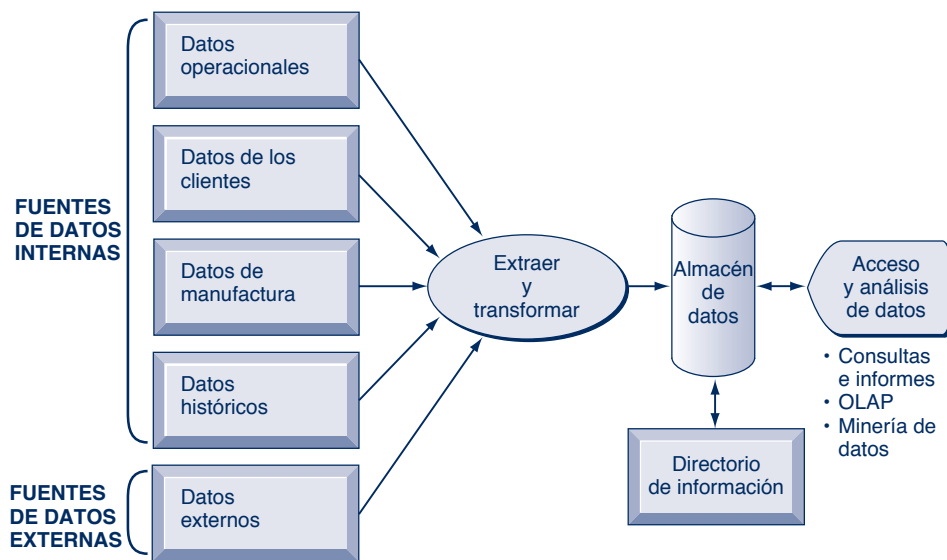 FUENTES
DE DATOS
INTERNAS
Datos
operacionales
Datos de los
clientes
Datos de
manufactura
Datos
históricos
FUENTES
DE DATOS
EXTERNAS
Datos
externos
Extraer
y
transformar
Almacén
de
datos
Directorio
de información
Acceso
y análisis
de datos
• Consultas
e informes
• OLAP
• Minería de
datos